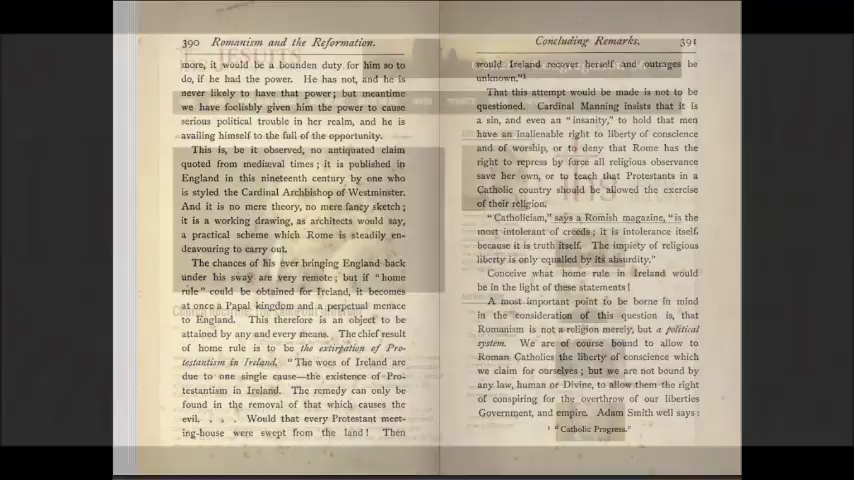 390 Romanism and the Reformation.
more, it would be a bounden duty for him so to
do, if he had the power. He has not, and he is
never likely to have that power; but meantime
we have foolishly given him the power to cause
serious political trouble in her realm, and he is
availing himself to the full of the opportunity.
This is, be it observed, no antiquated claim
quoted from mediæval times; it is published in
England in this nineteenth century by one who
is styled the Cardinal Archbishop of Westminster.
And it is no mere theory, no mere fancy sketch;
it is a working drawing, as architects would say,
a practical scheme which Rome is steadily en-
deavouring to carry out.
The chances of his ever bringing England back
under his sway are very remote; but if "home
rule" could be obtained for Ireland, it becomes
at once a Papal kingdom and a perpetual menace
to England. This therefore is an object to be
attained by any and every means. The chief result
of home rule is to be the extirpation of Pro-
testantism in Ireland. "The woes of Ireland are
due to one single cause—the existence of Pro-
testantism in Ireland. The remedy can only be
found in the removal of that which causes the
evil. . . . Would that every Protestant meet-
ing-house were swept from the land! Then
Concluding Remarks. 391
would Ireland recover herself and outrages be
unknown."¹
That this attempt would be made is not to be
questioned. Cardinal Manning insists that it is
a sin, and even an "insanity," to hold that men
have an inalienable right to liberty of conscience
and of worship, or to deny that Rome has the
right to repress by force all religious observance
save her own, or to teach that Protestants in a
Catholic country should be allowed the exercise
of their religion.
"Catholicism," says a Romish magazine, "is the
most intolerant of creeds; it is intolerance itself,
because it is truth itself. The impiety of religious
liberty is only equalled by its absurdity."
Conceive what home rule in Ireland would
be in the light of these statements!
A most important point to be borne in mind
in the consideration of this question is, that
Romanism is not a religion merely, but a political
system. We are of course bound to allow to
Roman Catholics the liberty of conscience which
we claim for ourselves; but we are not bound by
any law, human or Divine, to allow them the right
of conspiring for the overthrow of our liberties
Government, and empire. Adam Smith well says:
¹ "Catholic Progress."
JESUITS